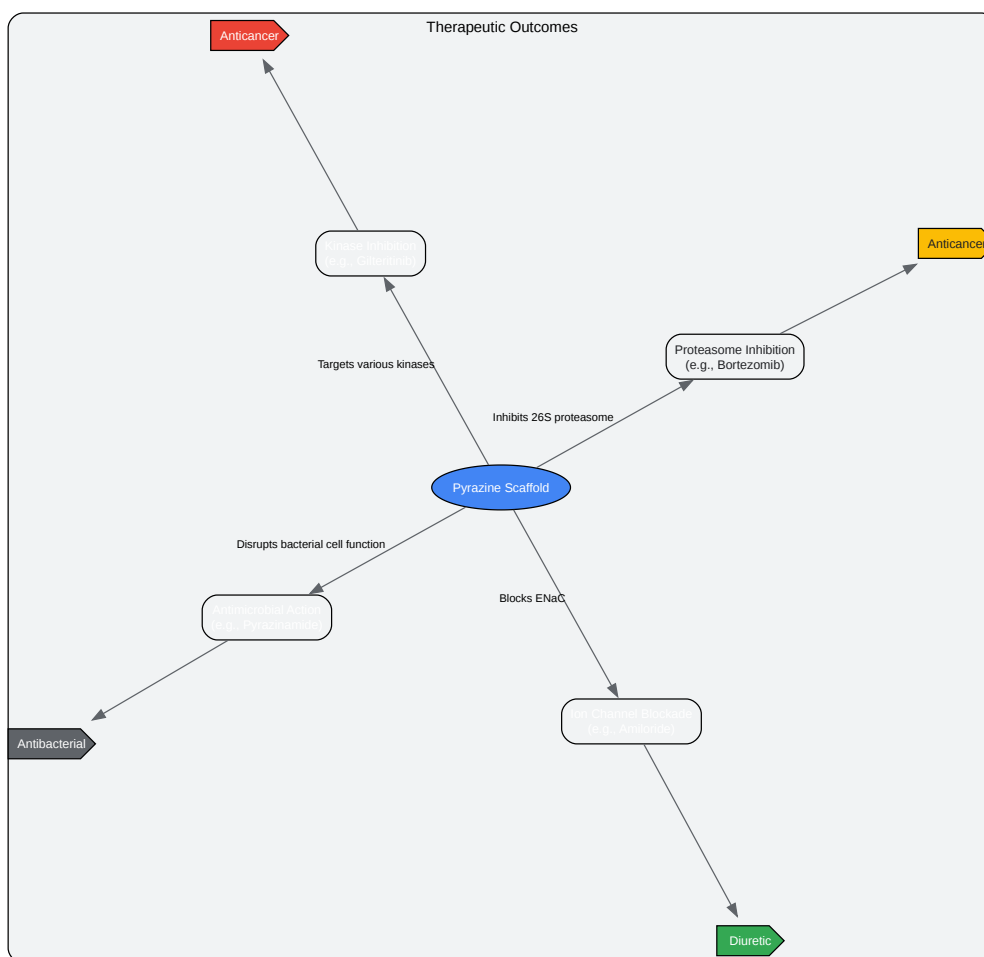 Therapeutic Outcomes
Anticancer
Kinase Inhibition
(e.g., Gilteritinib)
Anticancer
Proteasome Inhibition
(e.g., Bortezomib)
Targets various kinases
Inhibits 26S proteasome
Pyrazine Scaffold
Disrupts bacterial cell function
Blocks ENaC
Antimicrobial Action
(e.g., Pyrazinamide)
Ion Channel Blockade
(e.g., Amiloride)
Antibacterial
Diuretic